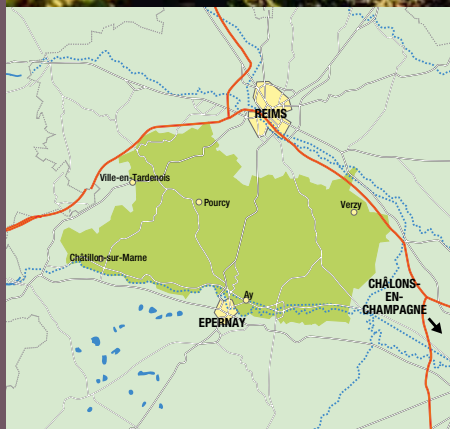 REIMS
Ville-en-Tardenois
Pourcy
Verzy
Châtillon-sur-Marne
Ay
EPERNAY
CHÂLONS-
EN-
CHAMPAGNE